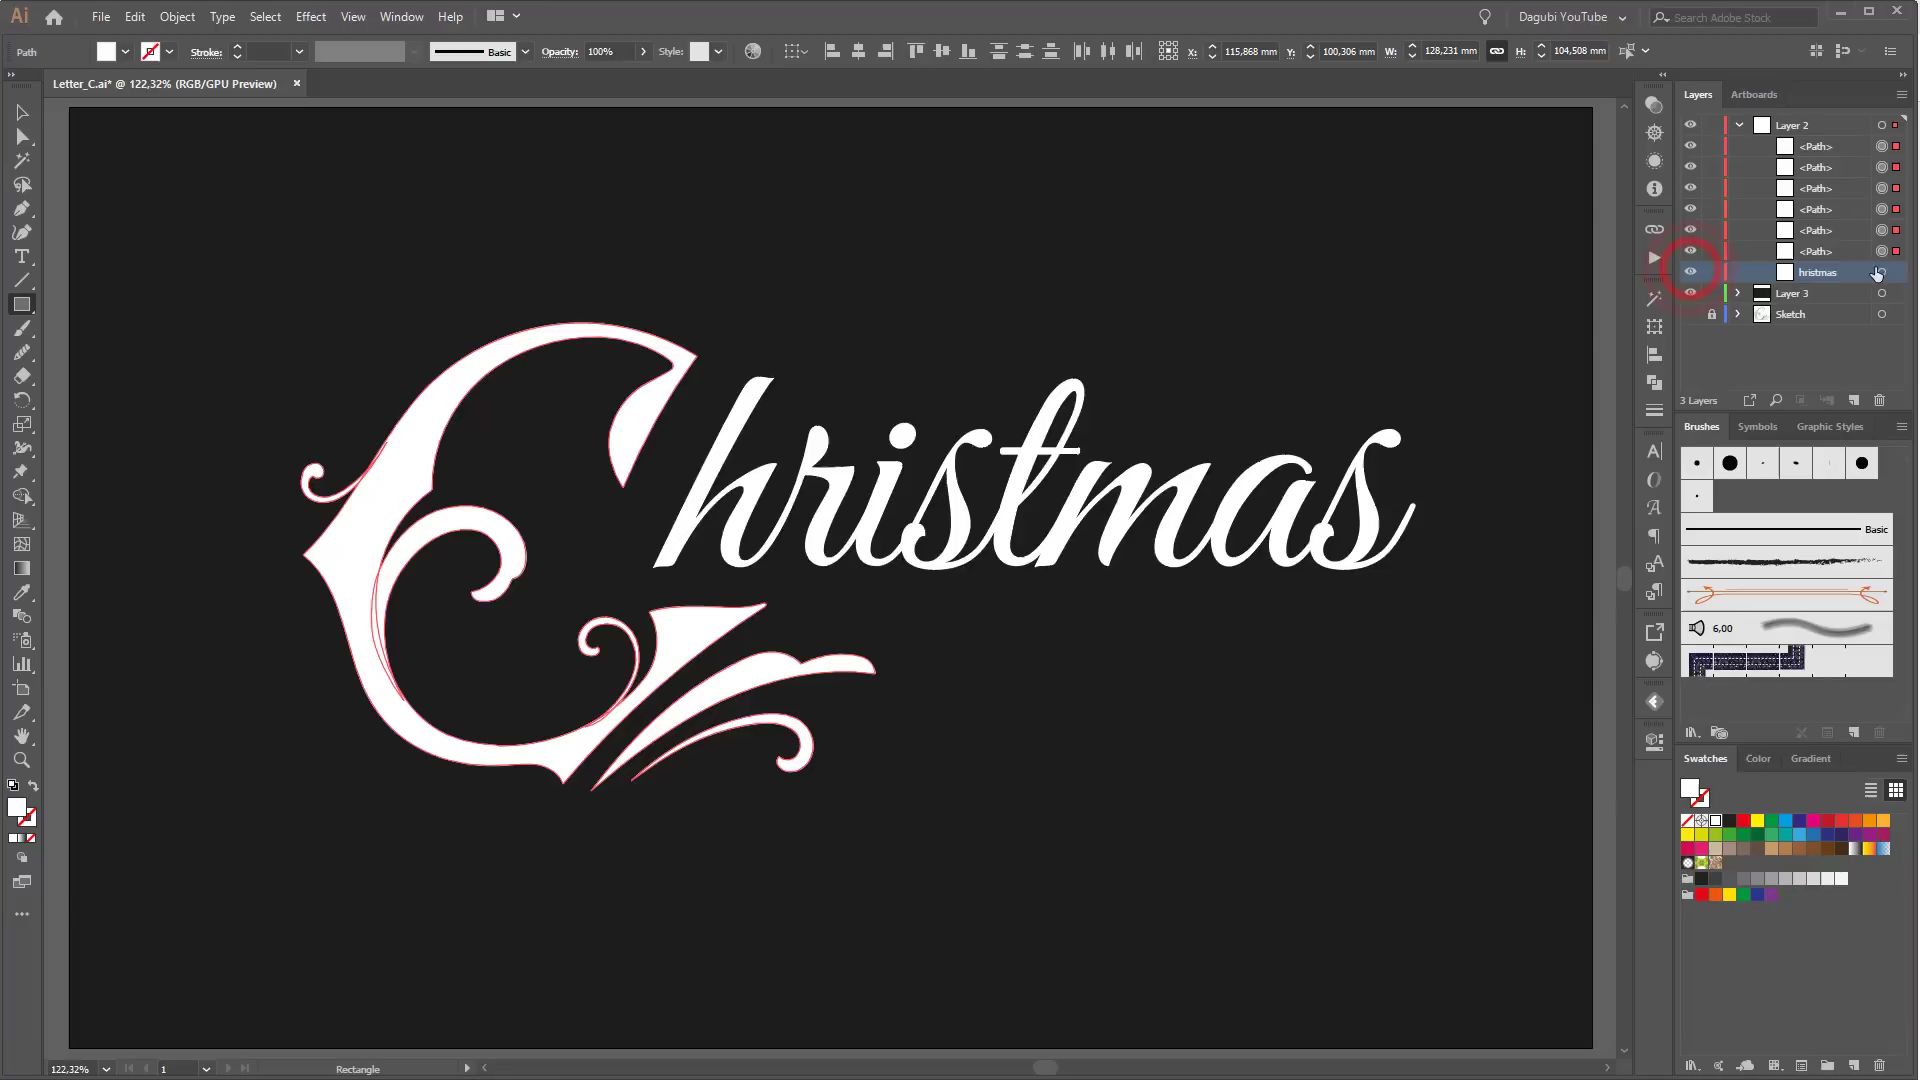 Ai File Edit Object Type Select Effect View Window Help Dagubi YouTube Search Adobe Stock
Path Stroke: Basic Opacity: 100% Style: X: 115,868 mm Y: 100,306 mm W: 128,231 mm H: 104,508 mm
Letter_C.ai* @ 122,32% (RGB/GPU Preview)
Layers Artboards
Layer 2
<Path>
<Path>
<Path>
<Path>
<Path>
<Path>
hristmas
Layer 3
Sketch
3 Layers
Brushes Symbols Graphic Styles
Basic
6,00
Christmas
Swatches Color Gradient
122,32% 1 Rectangle